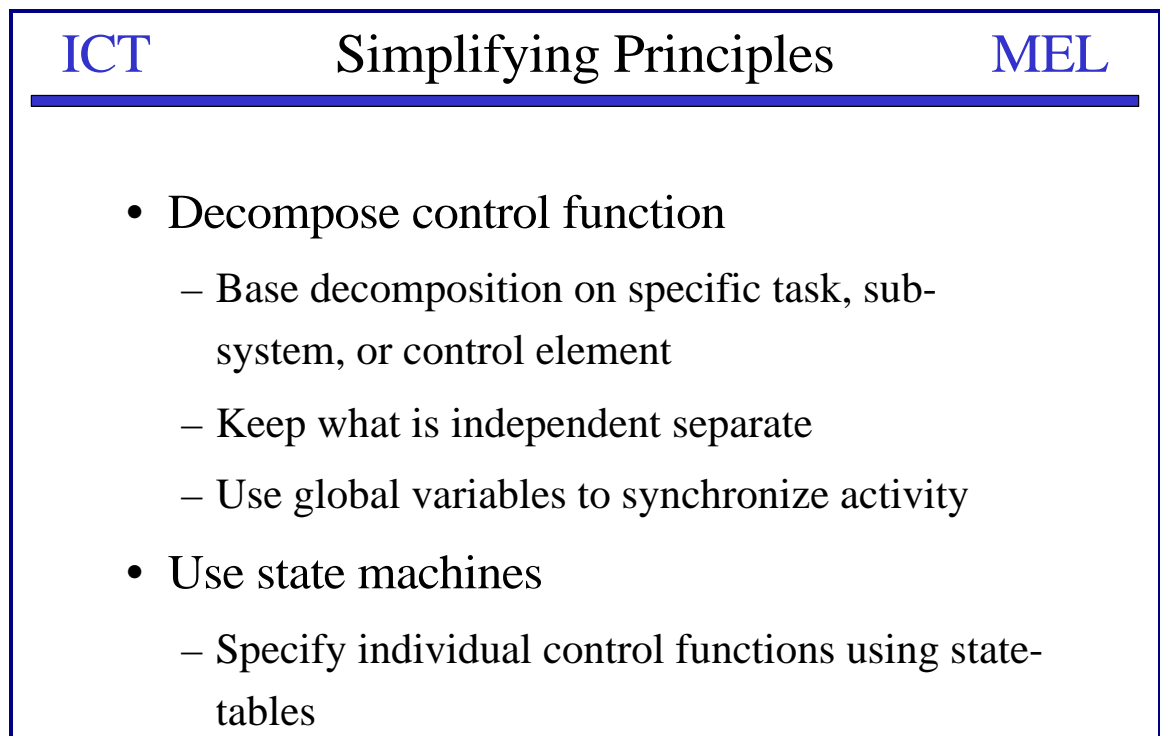 ICT Simplifying Principles MEL
• Decompose control function
– Base decomposition on specific task, sub-
system, or control element
– Keep what is independent separate
– Use global variables to synchronize activity
• Use state machines
– Specify individual control functions using state-
tables